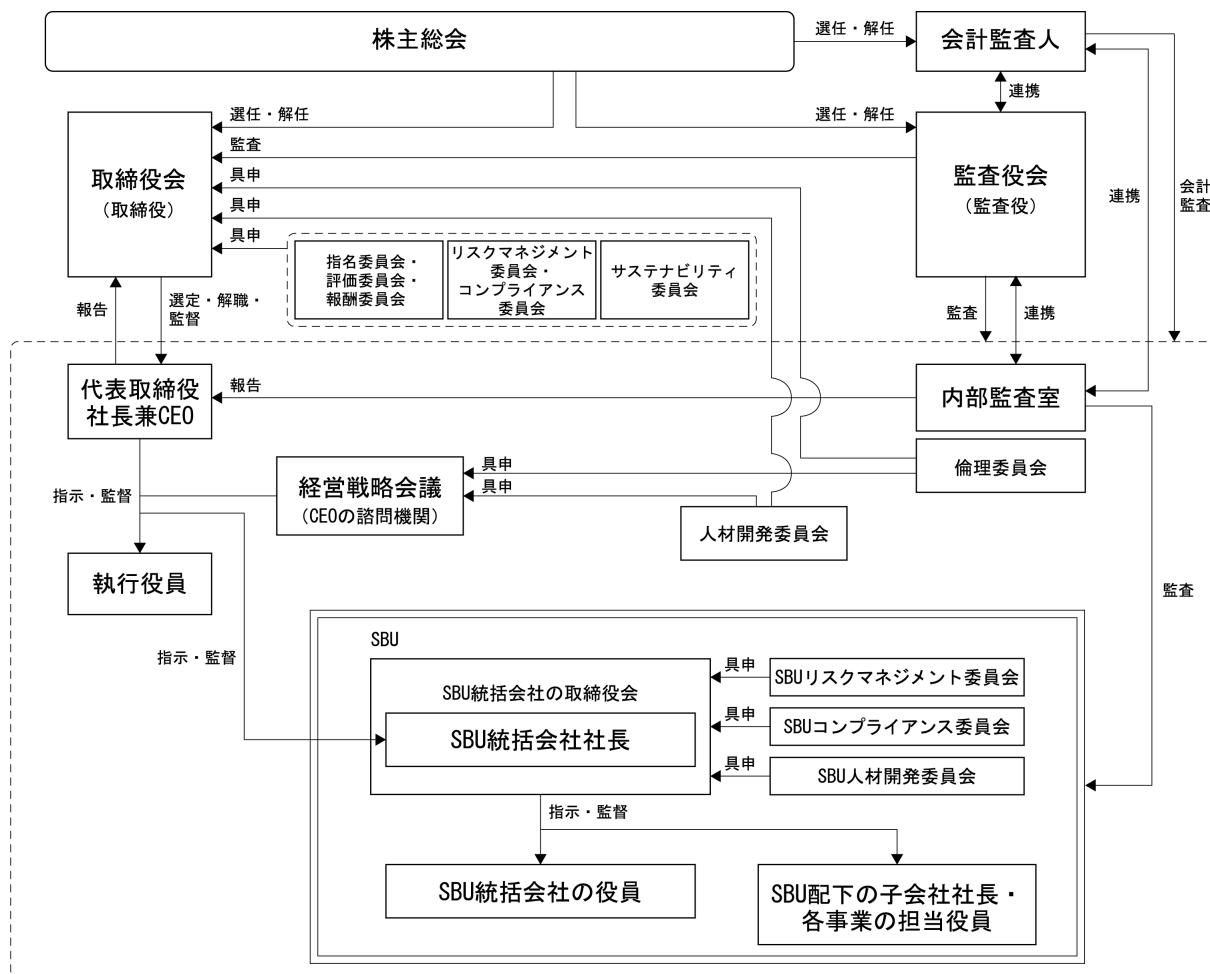 株主総会
選任・解任
会計監査人
連携
選任・解任
選任・解任
監査
取締役会
（取締役）
具申
具申
具申
監査役会
（監査役）
連携
会計
監査
指名委員会・
評価委員会・
報酬委員会
リスクマネジメント
委員会・
コンプライアンス
委員会
サステナビリティ
委員会
報告
選定・解職・
監督
監査
連携
代表取締役
社長兼CEO
報告
内部監査室
倫理委員会
具申
具申
経営戦略会議
（CEOの諮問機関）
指示・監督
人材開発委員会
執行役員
監査
指示・監督
SBU
SBU統括会社の取締役会
SBU統括会社社長
具申
SBUリスクマネジメント委員会
具申
SBUコンプライアンス委員会
具申
SBU人材開発委員会
指示・監督
SBU統括会社の役員
SBU配下の子会社社長・
各事業の担当役員